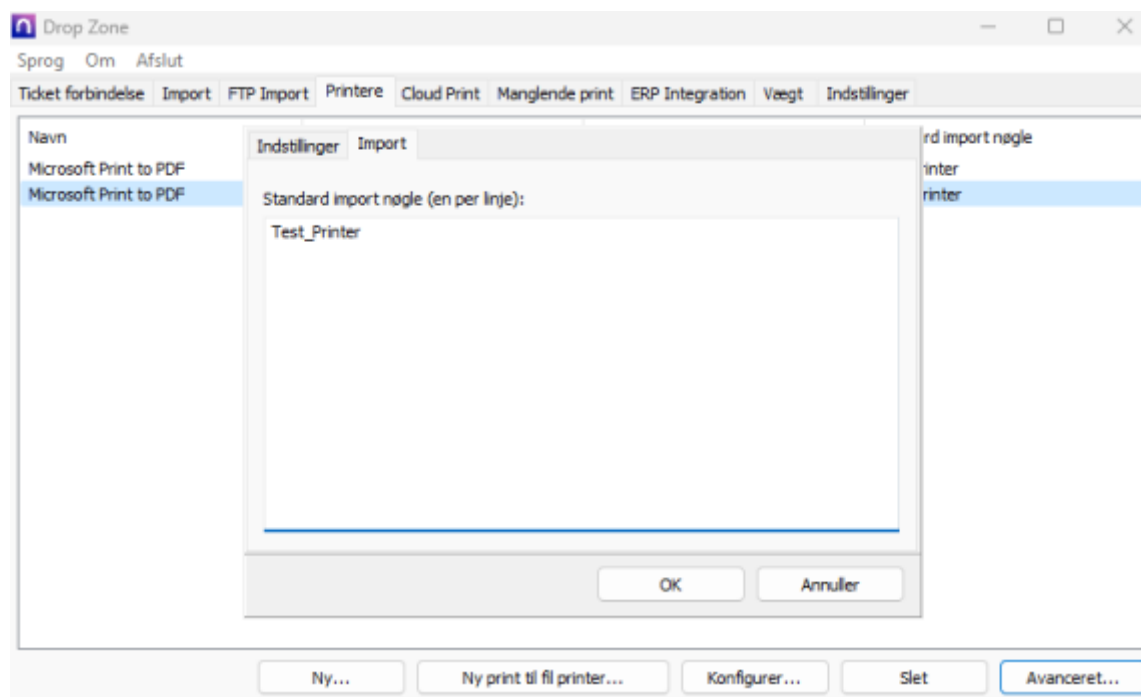 Drop Zone
Sprog Om Afslut
Ticket forbindelse Import FTP Import Printere Cloud Print Manglende print ERP Integration Vægt Indstillinger
Navn rd import nøgle
Indstillinger Import
Microsoft Print to PDF inter
Microsoft Print to PDF rinter
Standard import nøgle (en per linje):
Test_Printer
OK Annuller
Ny... Ny print til fil printer... Konfigurer... Slet Avanceret...